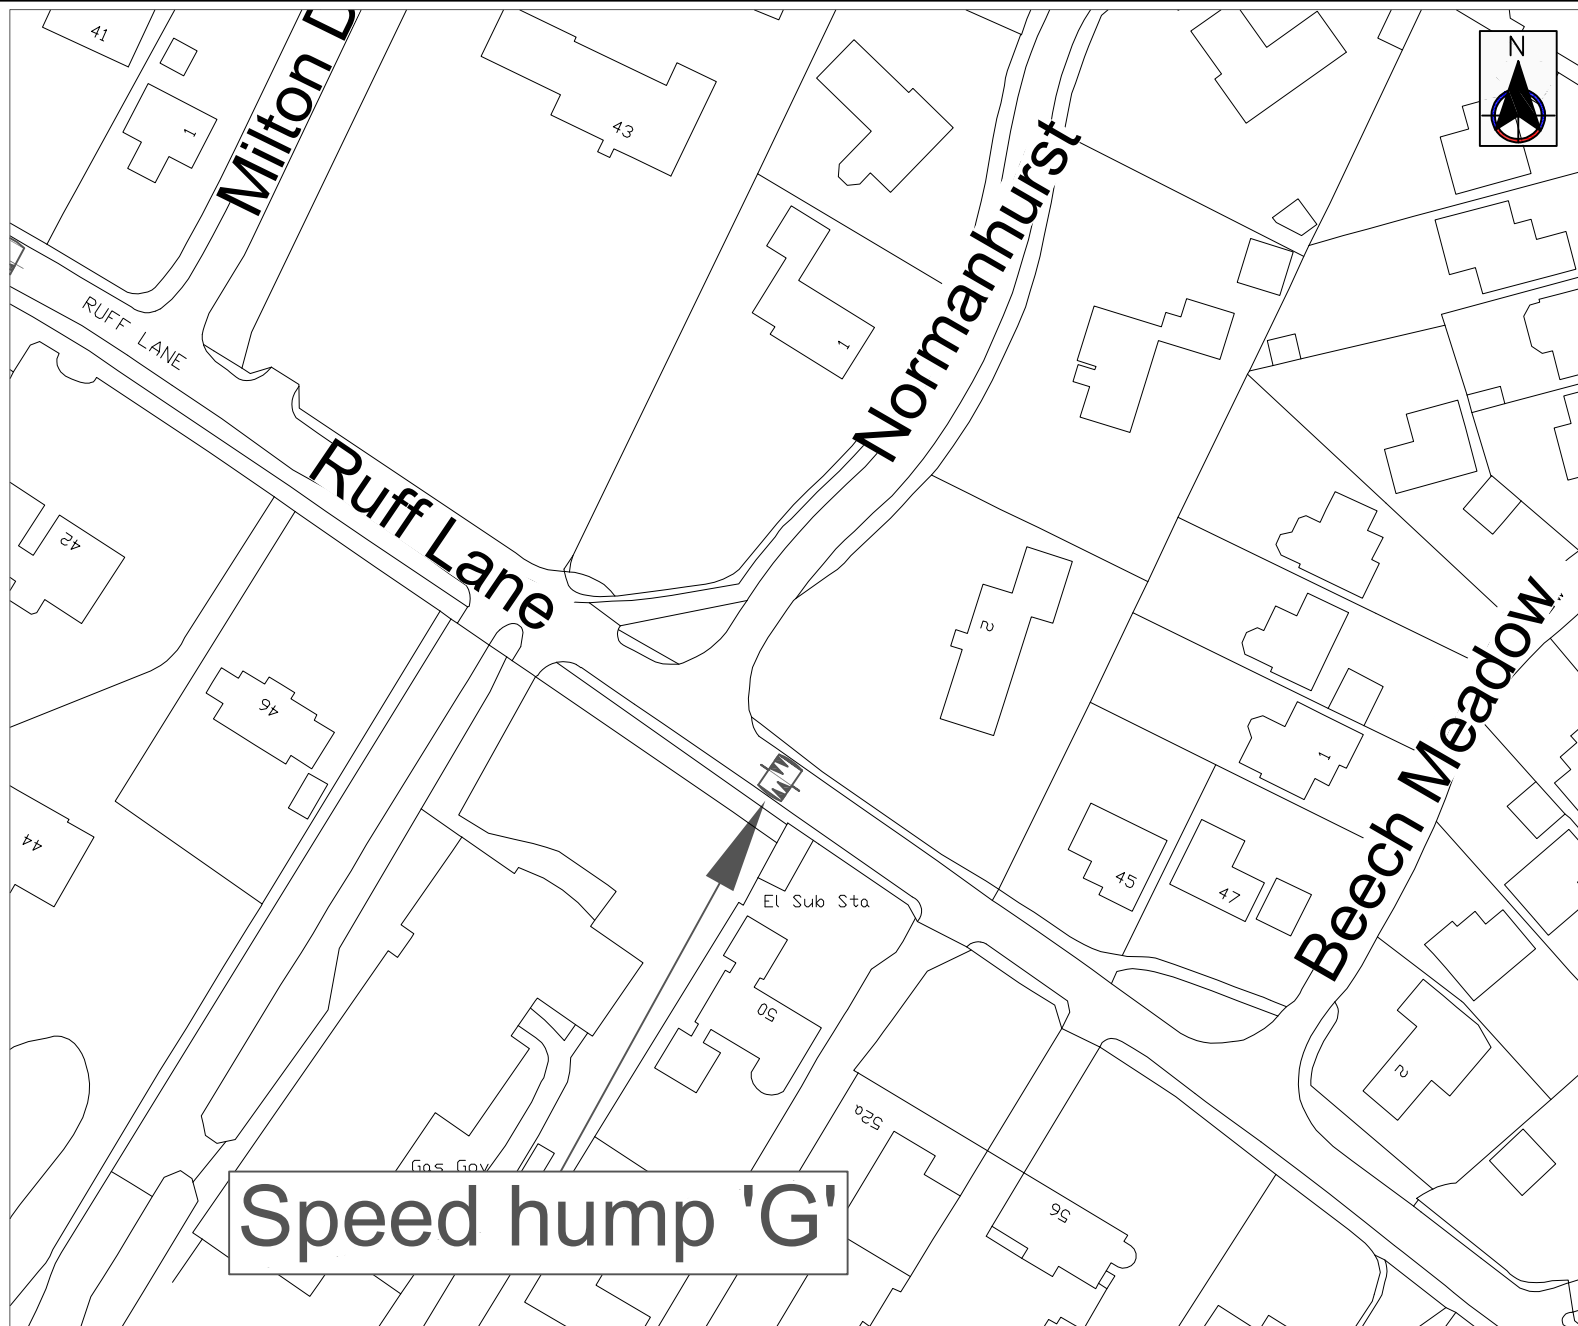 41
N
Milton D
1
43
Normanhurst
RUFF LANE
1
Ruff Lane
42
2
Beech Meadow
46
1
44
45
47
El Sub Sta
50
2
52a
Gas Gov
56
Speed hump 'G'